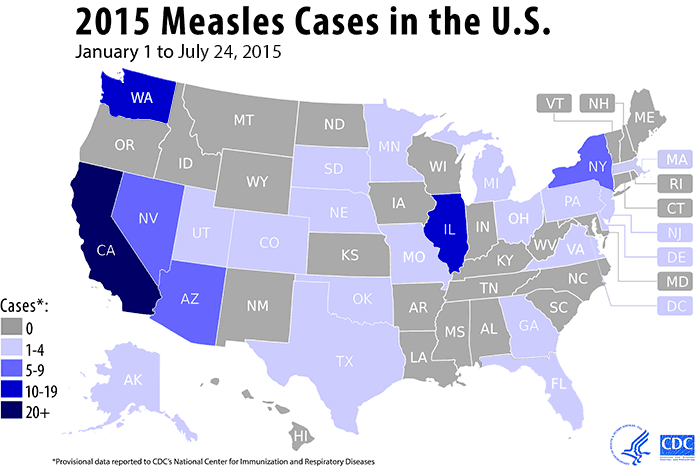 2015 Measles Cases in the U.S.
January 1 to July 24, 2015
WA
MT
ND
MN
VT
NH
ME
OR
ID
WY
SD
WI
MI
NY
MA
RI
CT
NV
UT
CO
NE
IA
IL
IN
OH
PA
NJ
DE
MD
DC
CA
KS
MO
KY
WV
VA
AZ
NM
OK
AR
TN
NC
SC
TX
LA
MS
AL
GA
FL
AK
HI
Cases*:
0
1-4
5-9
10-19
20+
CDC
*Provisional data reported to CDC's National Center for Immunization and Respiratory Diseases